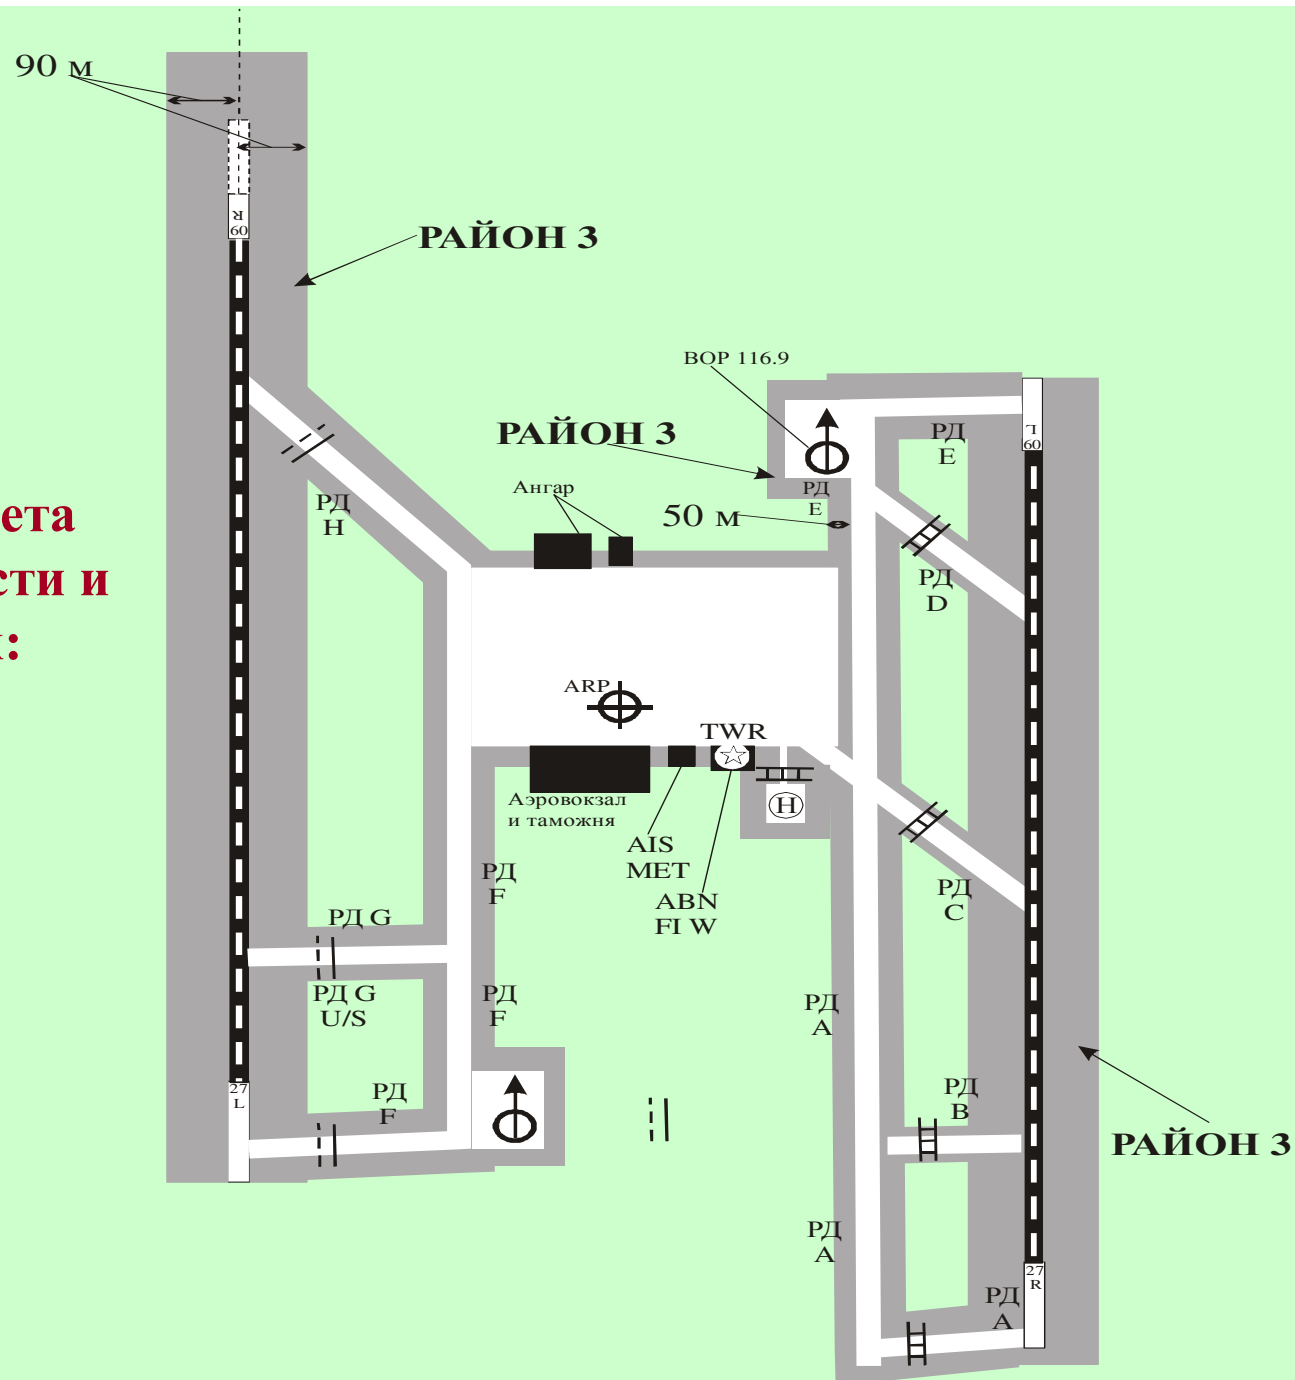 90 м
R
60
РАЙОН 3
ВОР 116.9
L
60
РАЙОН 3
РД
E
РД
E
Ангар
50 м
РД
H
ета
сти и
:
РД
D
ARP
TWR
Аэровокзал
и таможня
H
AIS
MET
ABN
FI W
РД
F
РД
C
РД G
РД G
U/S
РД
F
РД
A
27
L
РД
F
РД
B
РАЙОН 3
РД
A
27
R
РД
A